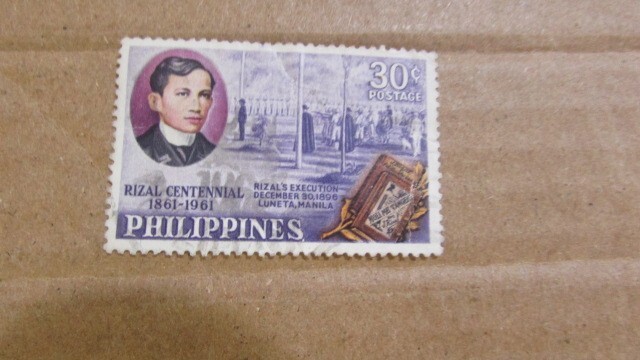 30¢
POSTAGE
RIZAL CENTENNIAL
1861-1961
RIZAL'S EXECUTION
DECEMBER 30, 1896
LUNETA, MANILA
PHILIPPINES